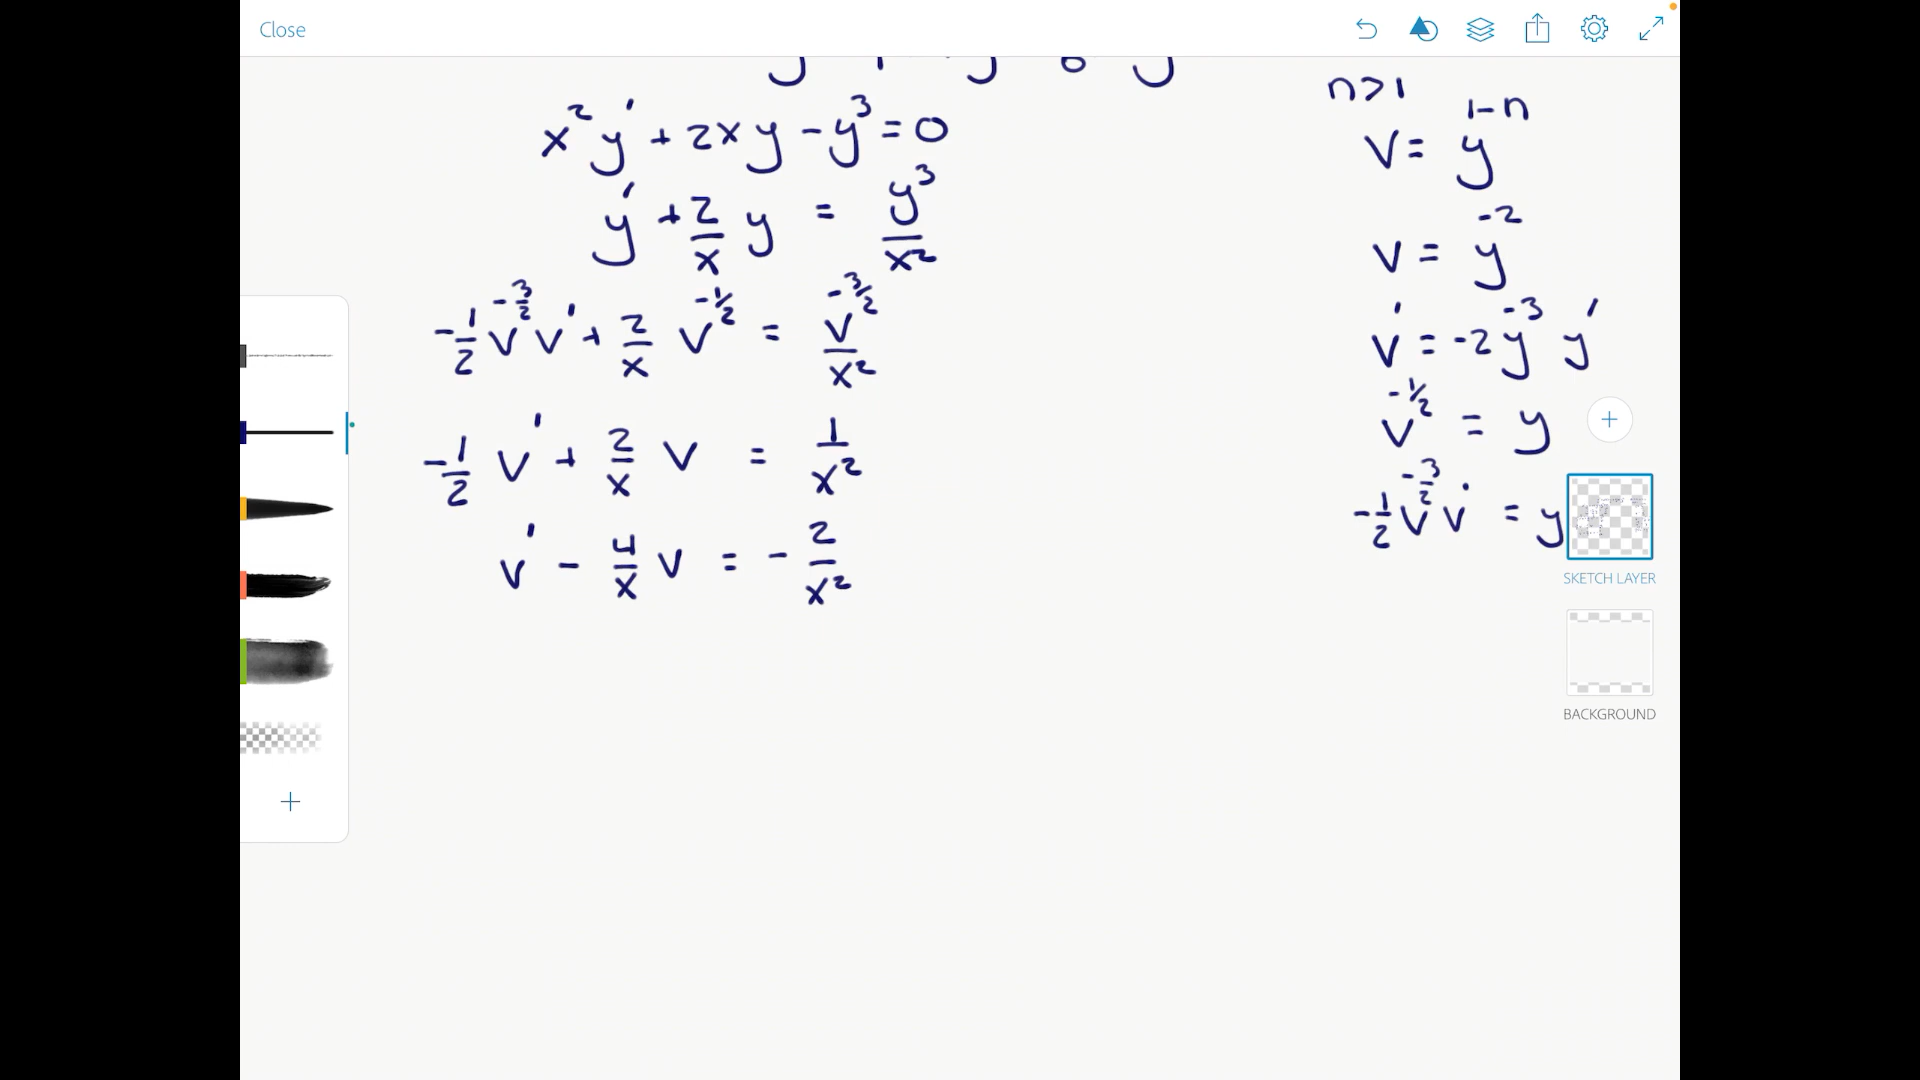 Close
x² y' + 2xy - y³ = 0
y' + 2/x y = y³/x²
-1/2 v^(-3/2) v' + 2/x v^(-1/2) = v^(-3/2)/x²
-1/2 v' + 2/x v = 1/x²
v' - 4/x v = - 2/x²
n>1
v = y^(1-n)
v = y^(-2)
v' = -2y^(-3) y'
v^(-1/2) = y
-1/2 v^(-3/2) v' = y
SKETCH LAYER
BACKGROUND